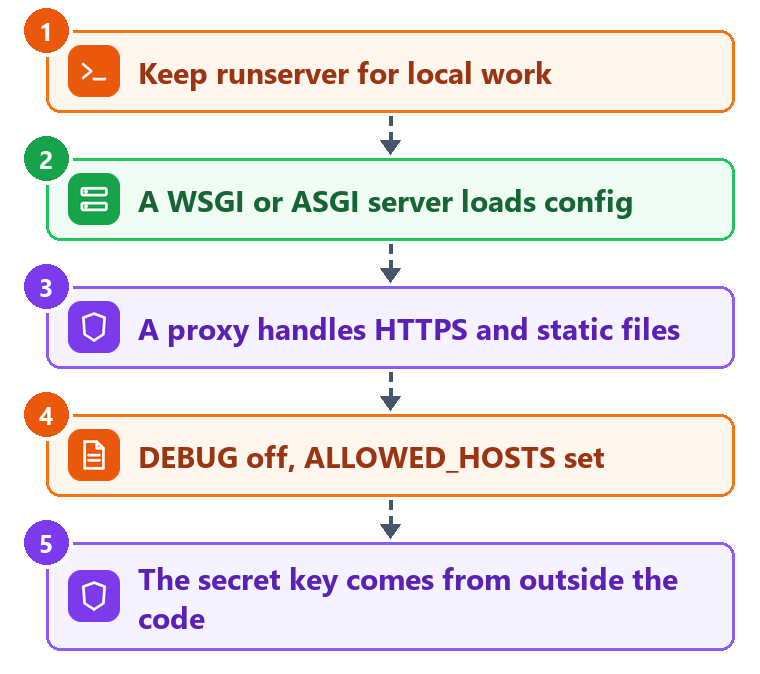 1
Keep runserver for local work
2
A WSGI or ASGI server loads config
3
A proxy handles HTTPS and static files
4
DEBUG off, ALLOWED_HOSTS set
5
The secret key comes from outside the
code